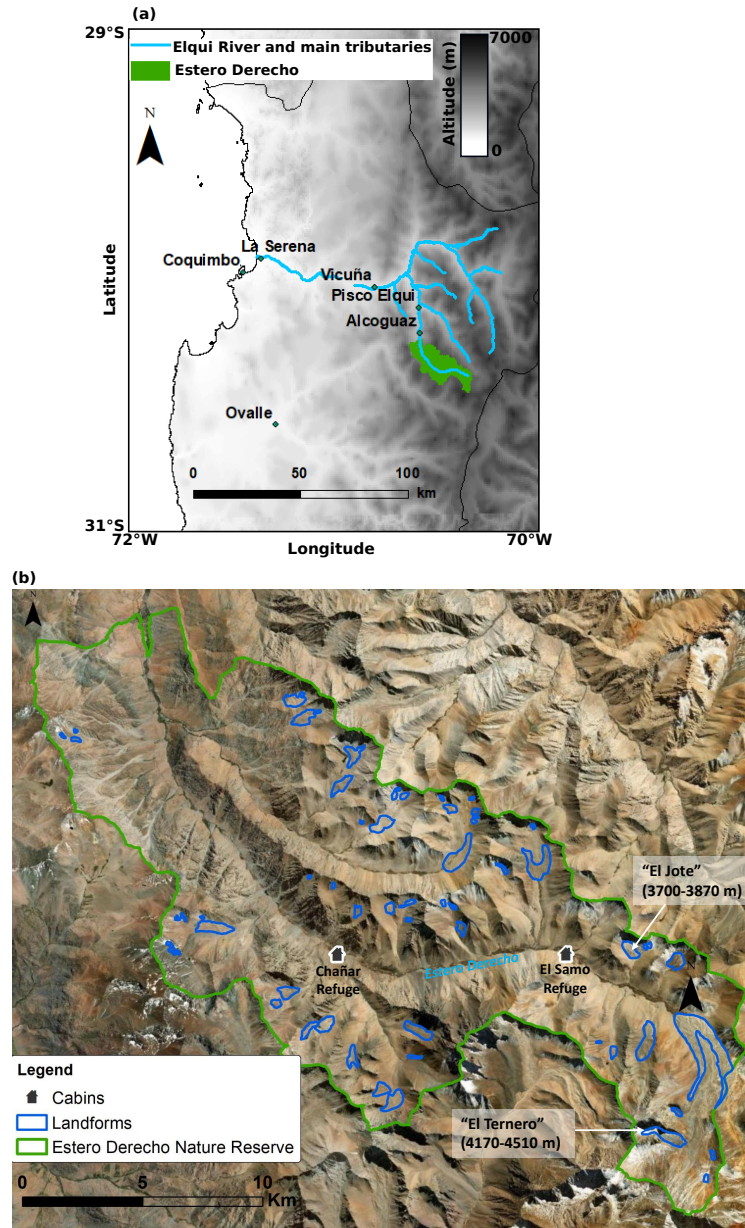 (a)
29°S
Elqui River and main tributaries
Estero Derecho
7000
Altitude (m)
0
N
Latitude
La Serena
Coquimbo
Vicuña
Pisco Elqui
Alcoguaz
Ovalle
0 50 100
km
31°S
72°W
70°W
Longitude
(b)
N
"El Jote"
(3700-3870 m)
Chañar
Refuge
Estero Derecho
El Samo
Refuge
N
Legend
Cabins
Landforms
Estero Derecho Nature Reserve
"El Ternero"
(4170-4510 m)
0 5 10
Km